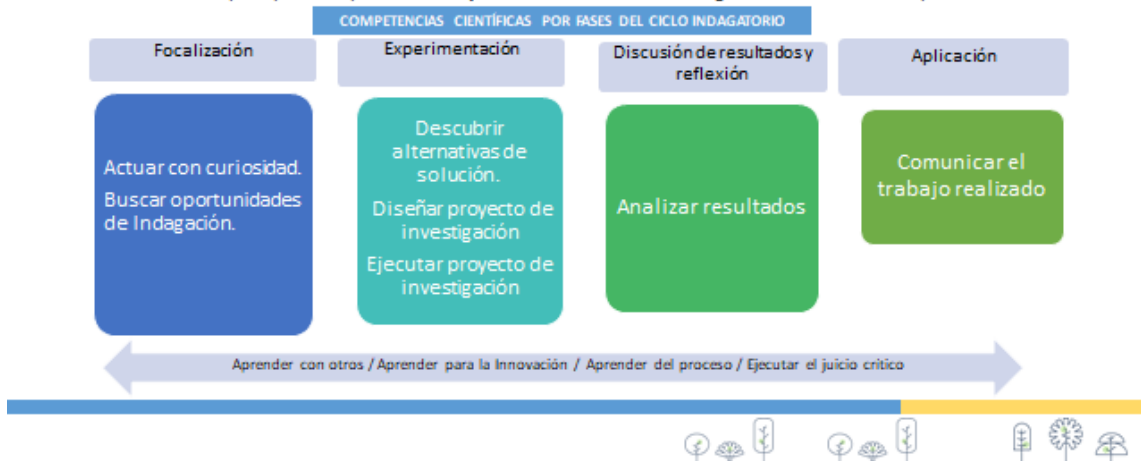 COMPETENCIAS CIENTÍFICAS POR FASES DEL CICLO INDAGATORIO
Focalización
Experimentación
Discusión de resultados y
reflexión
Aplicación
Actuar con curiosidad.
Buscar oportunidades
de Indagación.
Descubrir
alternativas de
solución.
Diseñar proyecto de
investigación
Ejecutar proyecto de
investigación
Analizar resultados
Comunicar el
trabajo realizado
Aprender con otros / Aprender para la Innovación / Aprender del proceso / Ejecutar el juicio critico